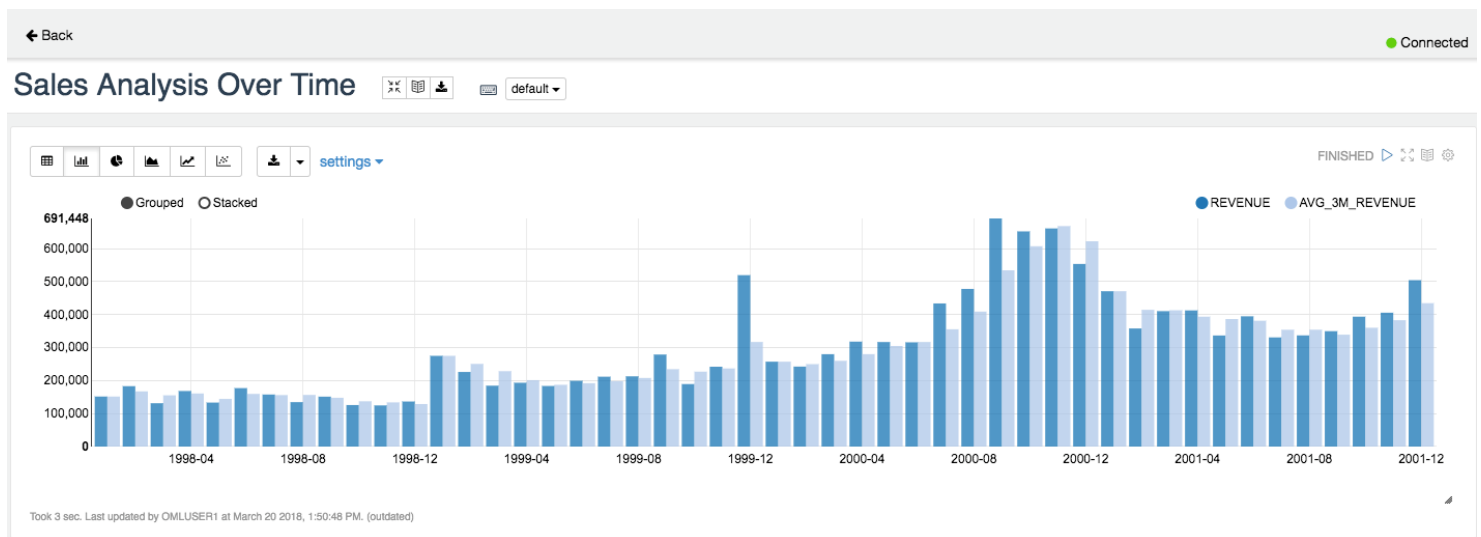 Back
Connected
Sales Analysis Over Time
default
settings
FINISHED
Grouped Stacked
REVENUE AVG_3M_REVENUE
691,448
600,000
500,000
400,000
300,000
200,000
100,000
0
1998-04 1998-08 1998-12 1999-04 1999-08 1999-12 2000-04 2000-08 2000-12 2001-04 2001-08 2001-12
Took 3 sec. Last updated by OMLUSER1 at March 20 2018, 1:50:48 PM. (outdated)